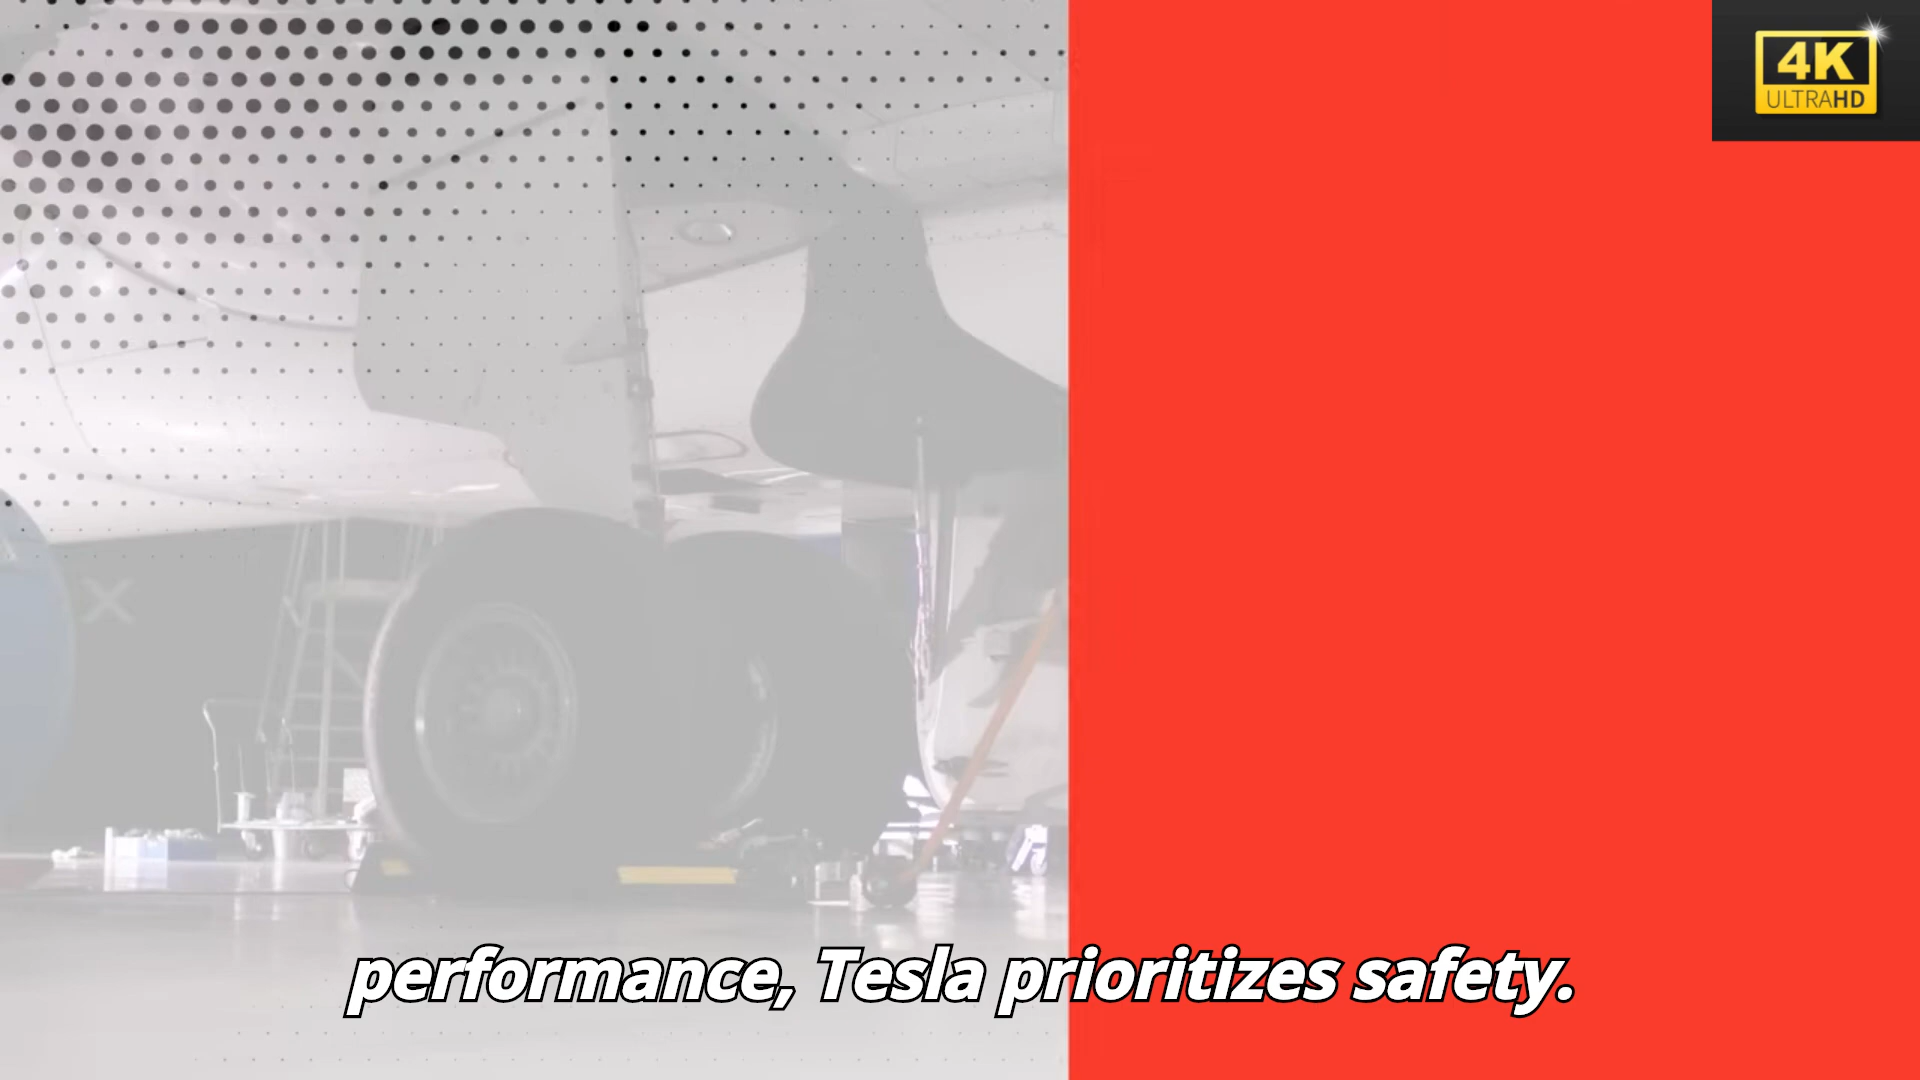 4K
ULTRAHD
X
performance, Tesla prioritizes safety.